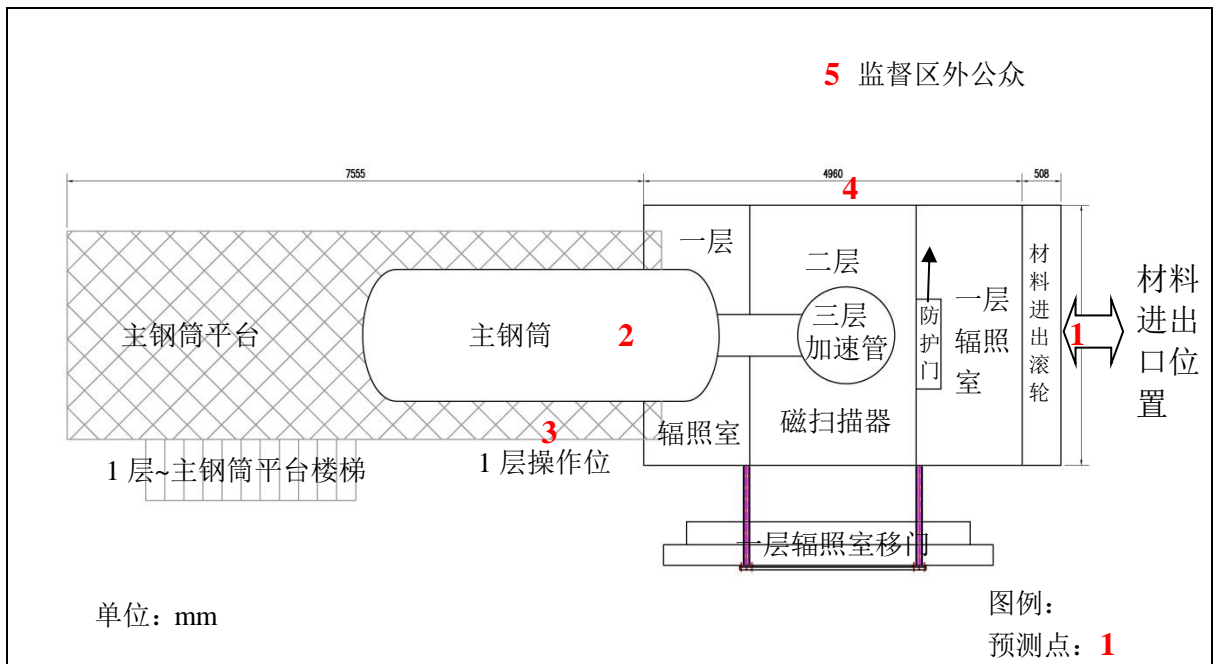 5 监督区外公众
7555
4960
508
4
一层
二层
材料进出滚轮
材料
进出
口位
置
主钢筒平台
主钢筒
2
三层
加速管
防护门
一层
辐照
室
1
3
辐照室
磁扫描器
1 层操作位
1 层~主钢筒平台楼梯
一层辐照室移门
单位：mm
图例：
预测点：1